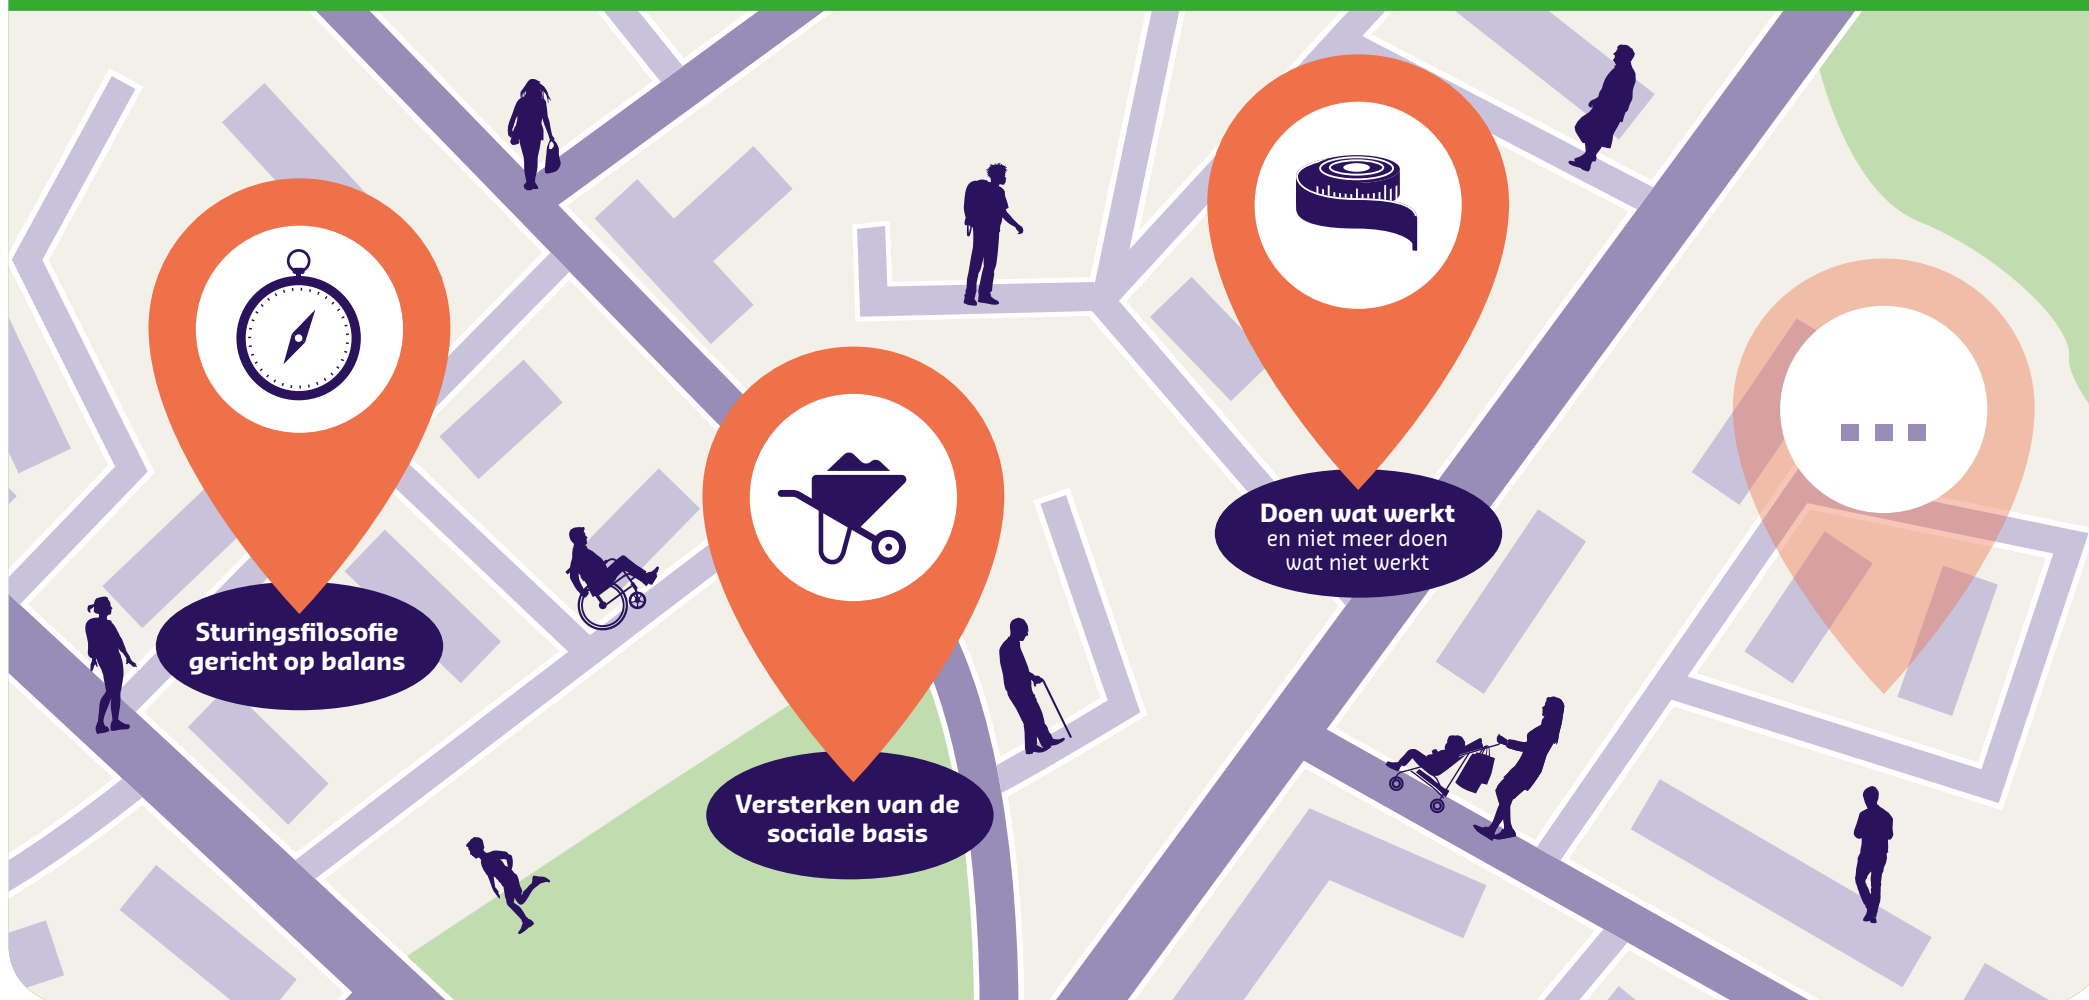 Sturingsfilosofie
gericht op balans
Versterken van de
sociale basis
Doen wat werkt
en niet meer doen
wat niet werkt
...